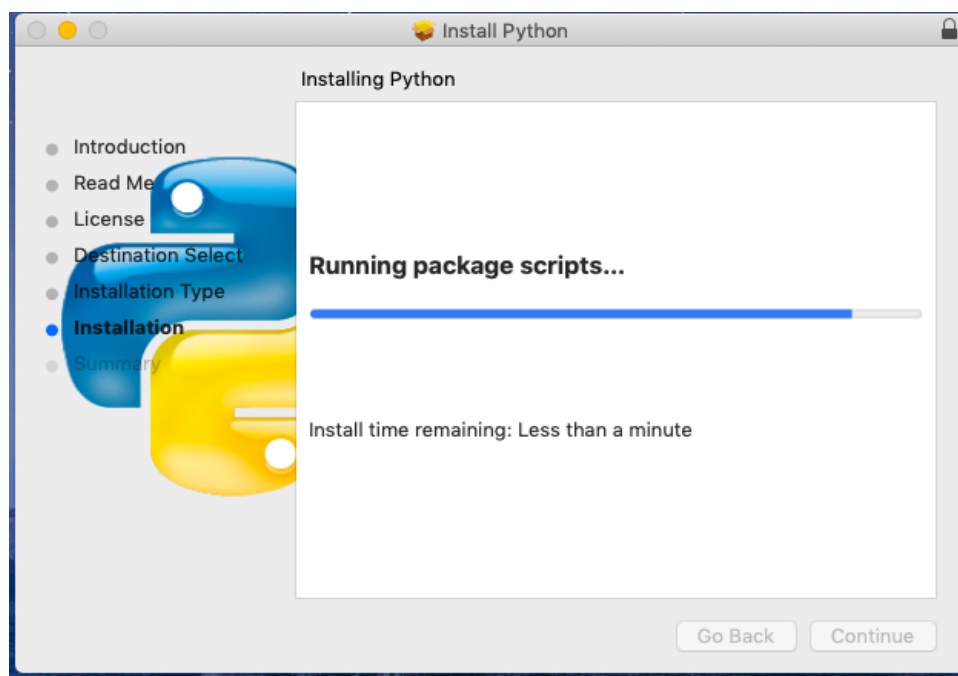 Install Python
Installing Python
Introduction
Read Me
License
Destination Select
Installation Type
Installation
Summary
Running package scripts...
Install time remaining: Less than a minute
Go Back
Continue